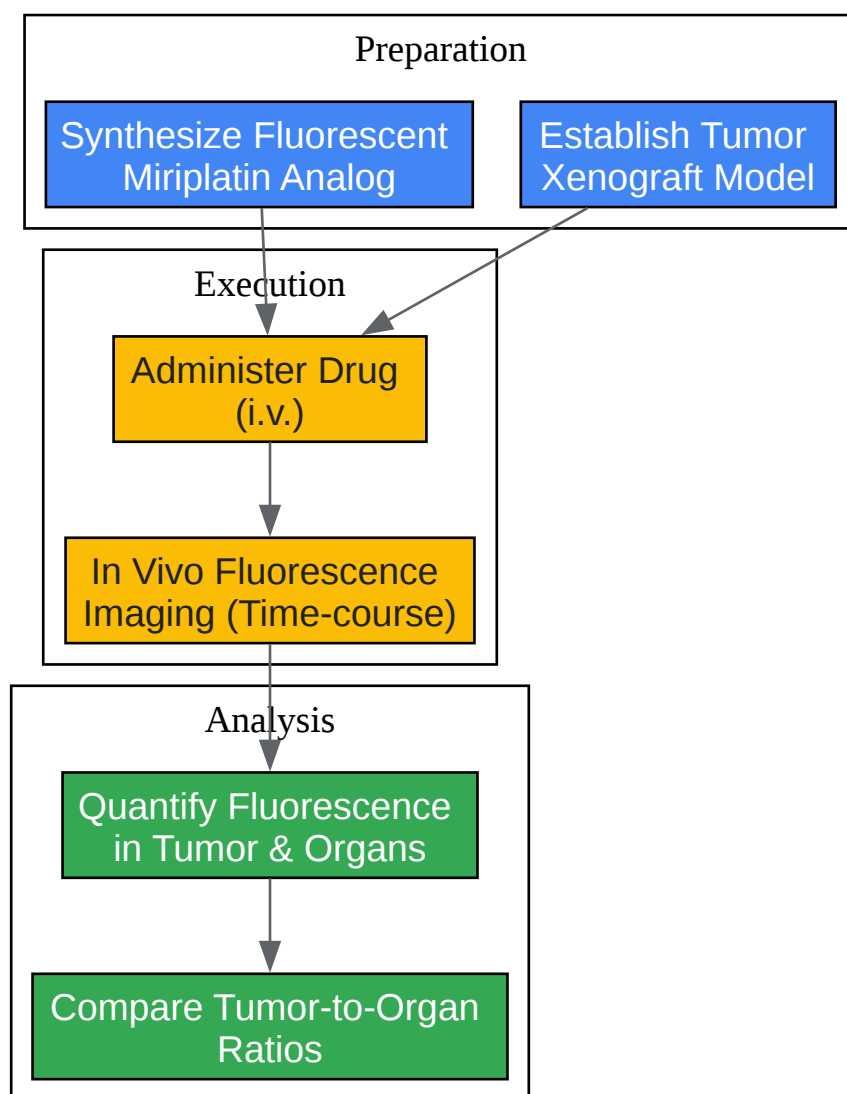 Preparation
Synthesize Fluorescent
Miriplatin Analog
Establish Tumor
Xenograft Model
Execution
Administer Drug
(i.v.)
In Vivo Fluorescence
Imaging (Time-course)
Analysis
Quantify Fluorescence
in Tumor & Organs
Compare Tumor-to-Organ
Ratios